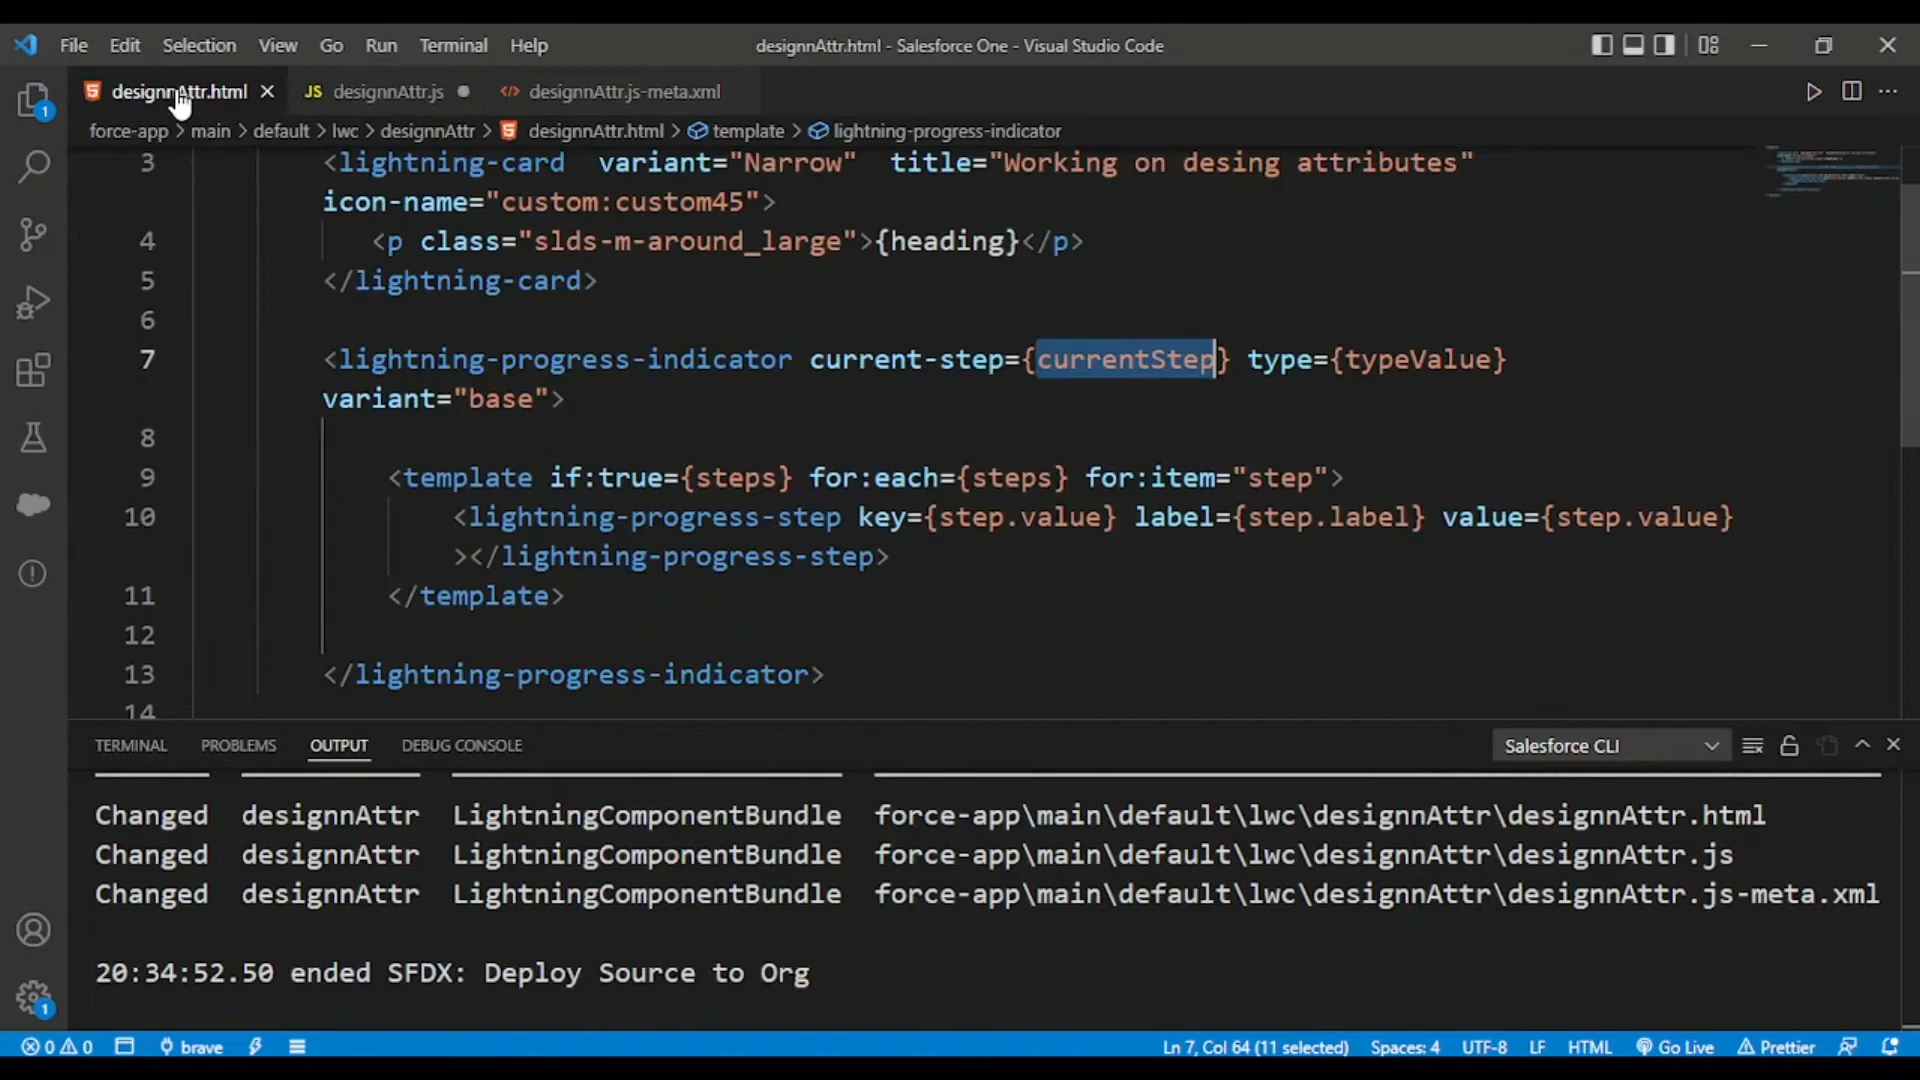 File Edit Selection View Go Run Terminal Help designnAttr.html - Salesforce One - Visual Studio Code
designnAttr.html JS designnAttr.js designnAttr.js-meta.xml
force-app > main > default > lwc > designnAttr > designnAttr.html > template > lightning-progress-indicator
3 <lightning-card variant="Narrow" title="Working on desing attributes"
icon-name="custom:custom45">
4 <p class="slds-m-around_large">{heading}</p>
5 </lightning-card>
6
7 <lightning-progress-indicator current-step={currentStep} type={typeValue}
variant="base">
8
9 <template if:true={steps} for:each={steps} for:item="step">
10 <lightning-progress-step key={step.value} label={step.label} value={step.value}
></lightning-progress-step>
11 </template>
12
13 </lightning-progress-indicator>
14
TERMINAL PROBLEMS OUTPUT DEBUG CONSOLE Salesforce CLI
Changed designnAttr LightningComponentBundle force-app\main\default\lwc\designnAttr\designnAttr.html
Changed designnAttr LightningComponentBundle force-app\main\default\lwc\designnAttr\designnAttr.js
Changed designnAttr LightningComponentBundle force-app\main\default\lwc\designnAttr\designnAttr.js-meta.xml
20:34:52.50 ended SFDX: Deploy Source to Org
1
1
0 0 brave Ln 7, Col 64 (11 selected) Spaces: 4 UTF-8 LF HTML Go Live Prettier